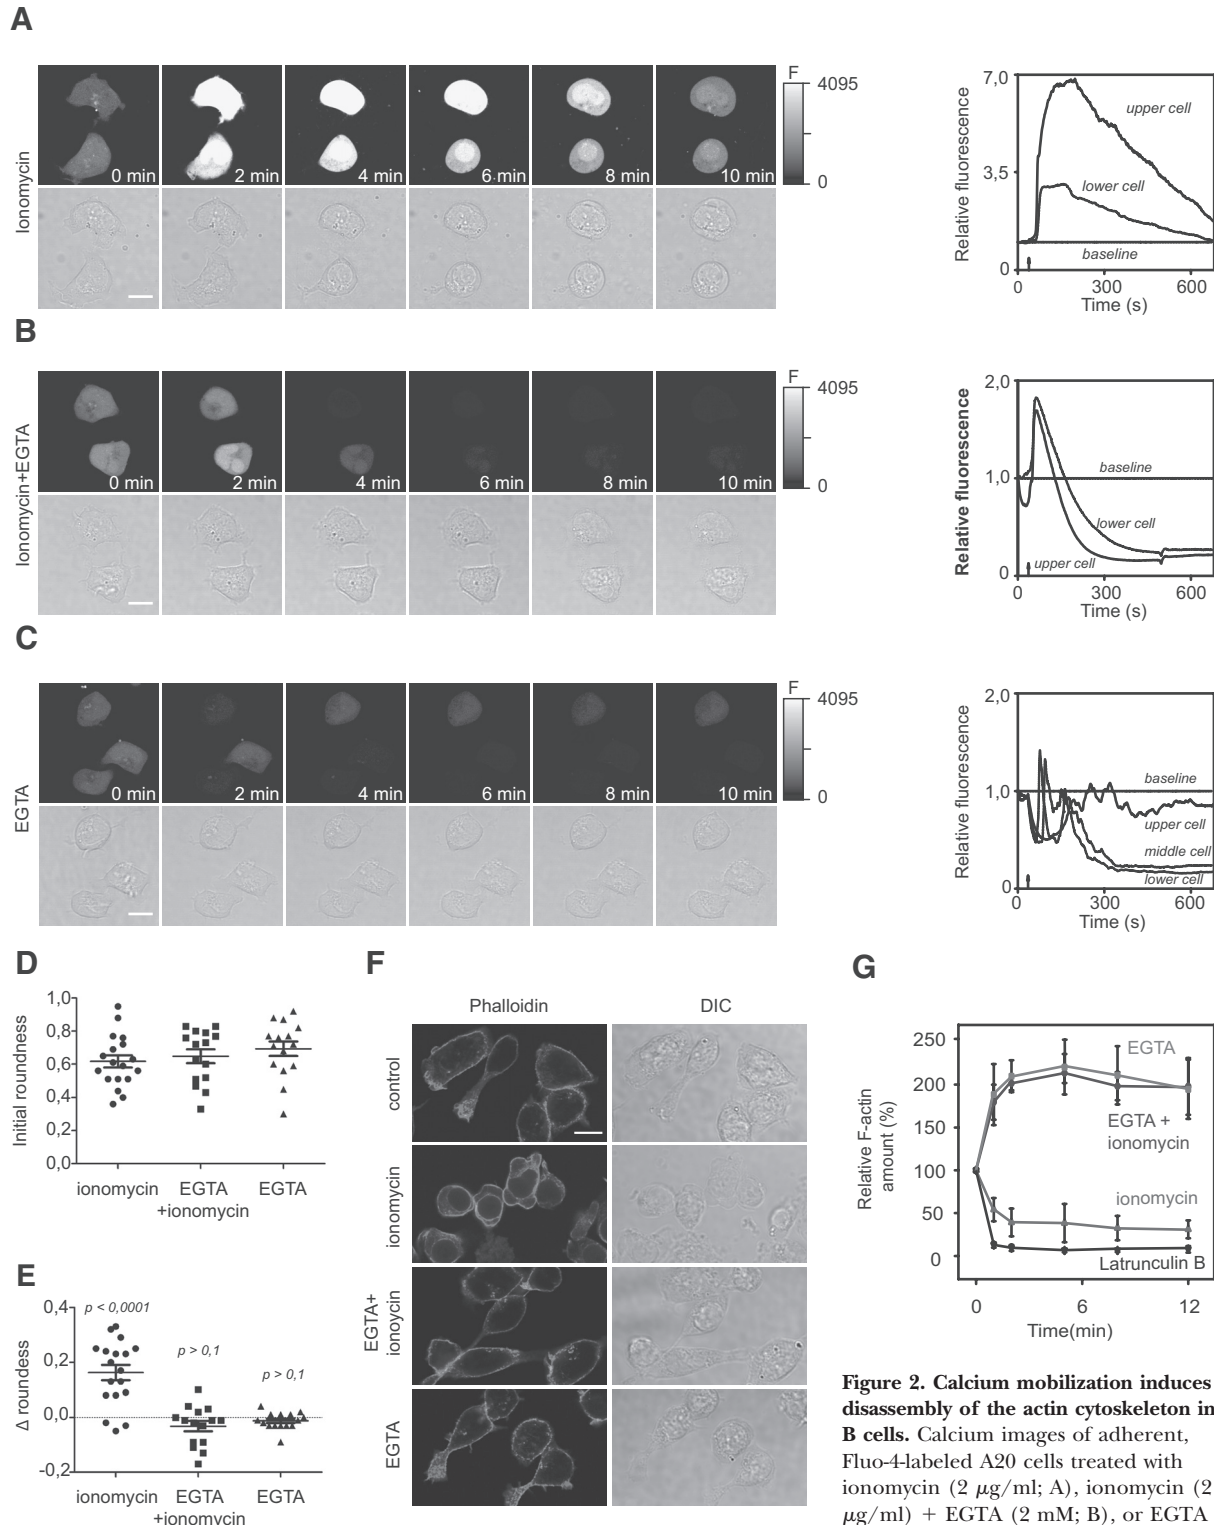 A
Ionomycin
0 min 2 min 4 min 6 min 8 min 10 min
F
4095
0
Relative fluorescence
7,0
3,5
0
upper cell
lower cell
baseline
0 300 600
Time (s)
B
Ionomycin+EGTA
0 min 2 min 4 min 6 min 8 min 10 min
F
4095
0
Relative fluorescence
2,0
1,0
0
baseline
lower cell
upper cell
0 300 600
Time (s)
C
EGTA
0 min 2 min 4 min 6 min 8 min 10 min
F
4095
0
Relative fluorescence
2,0
1,0
0
baseline
upper cell
middle cell
lower cell
0 300 600
Time (s)
D
Initial roundness
1,0
0,8
0,6
0,4
0,2
0,0
ionomycin EGTA EGTA
+ionomycin
E
Δ roundess
0,4
0,2
0,0
-0,2
p < 0,0001
p > 0,1
p > 0,1
ionomycin EGTA EGTA
+ionomycin
F
Phalloidin DIC
control
ionomycin
EGTA+
ionoycin
EGTA
G
Relative F-actin
amount (%)
250
200
150
100
50
0
EGTA
EGTA +
ionomycin
ionomycin
Latrunculin B
0 6 12
Time(min)
Figure 2. Calcium mobilization induces
disassembly of the actin cytoskeleton in
B cells. Calcium images of adherent,
Fluo-4-labeled A20 cells treated with
ionomycin (2 μg/ml; A), ionomycin (2
μg/ml) + EGTA (2 mM; B), or EGTA